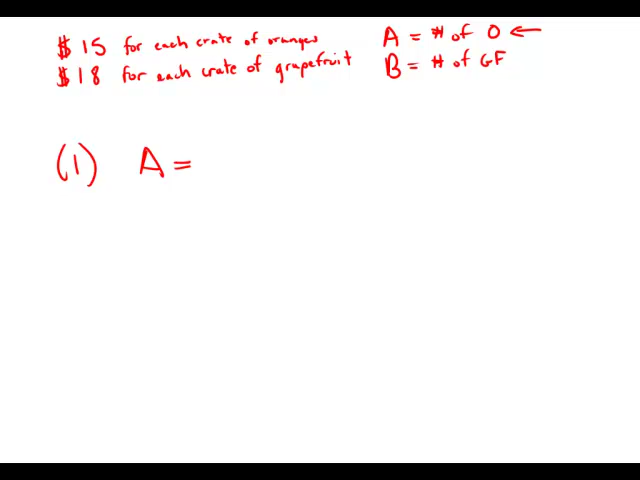 $15 for each crate of oranges
A = # of O ←
$18 for each crate of grapefruit
B = # of GF
(1) A =